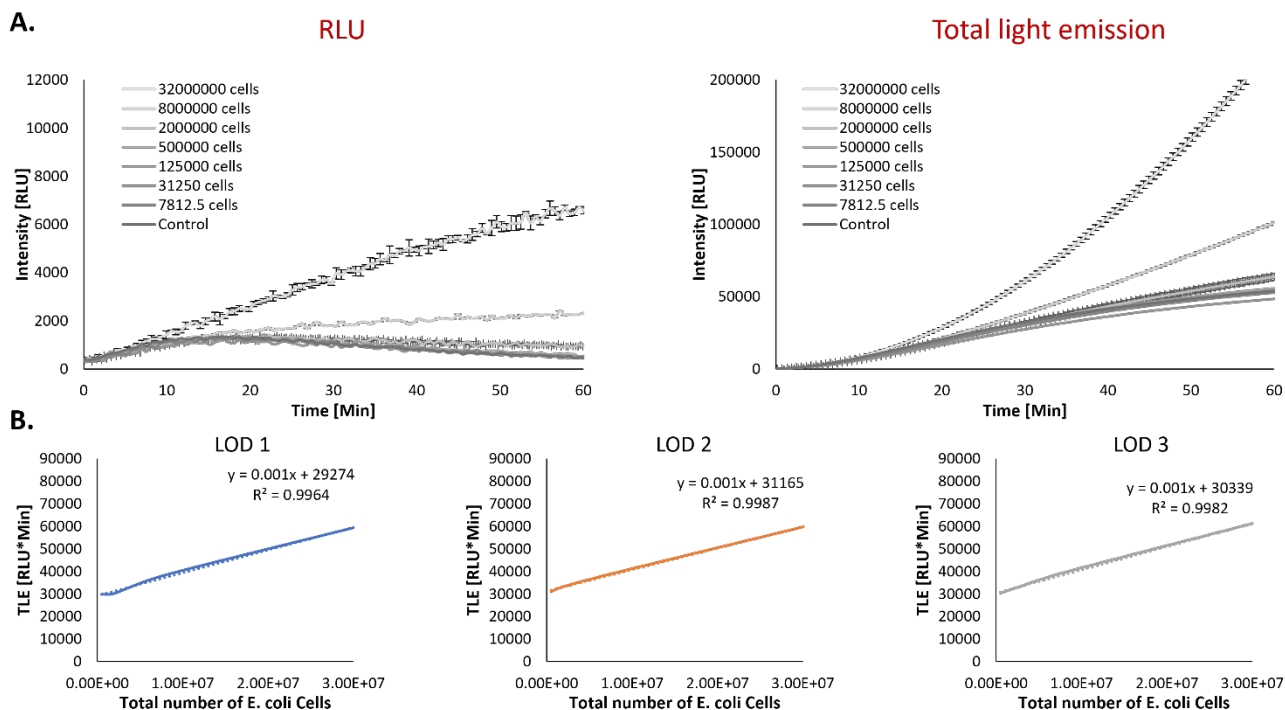 A.
RLU
Total light emission
12000
10000
8000
6000
4000
2000
0
Intensity [RLU]
32000000 cells
8000000 cells
2000000 cells
500000 cells
125000 cells
31250 cells
7812.5 cells
Control
0 10 20 30 40 50 60
Time [Min]
200000
150000
100000
50000
0
Intensity [RLU]
32000000 cells
8000000 cells
2000000 cells
500000 cells
125000 cells
31250 cells
7812.5 cells
Control
0 10 20 30 40 50 60
Time [Min]
B.
LOD 1
90000
80000
70000
60000
50000
40000
30000
20000
10000
0
TLE [RLU*Min]
y = 0.001x + 29274
R² = 0.9964
0.00E+00 1.00E+07 2.00E+07 3.00E+07
Total number of E. coli Cells
LOD 2
90000
80000
70000
60000
50000
40000
30000
20000
10000
0
TLE [RLU*Min]
y = 0.001x + 31165
R² = 0.9987
0.00E+00 1.00E+07 2.00E+07 3.00E+07
Total number of E. coli Cells
LOD 3
90000
80000
70000
60000
50000
40000
30000
20000
10000
0
TLE [RLU*Min]
y = 0.001x + 30339
R² = 0.9982
0.00E+00 1.00E+07 2.00E+07 3.00E+07
Total number of E. coli Cells